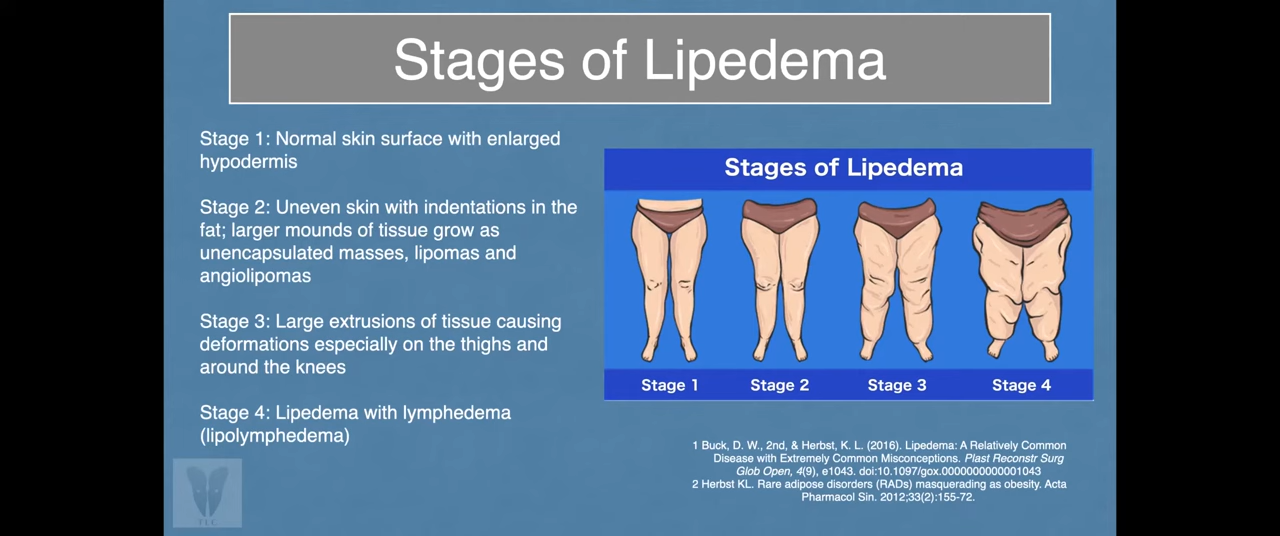 Stages of Lipedema
Stage 1: Normal skin surface with enlarged
hypodermis
Stage 2: Uneven skin with indentations in the
fat; larger mounds of tissue grow as
unencapsulated masses, lipomas and
angiolipomas
Stage 3: Large extrusions of tissue causing
deformations especially on the thighs and
around the knees
Stage 4: Lipedema with lymphedema
(lipolymphedema)
Stages of Lipedema
Stage 1 Stage 2 Stage 3 Stage 4
1 Buck, D. W., 2nd, & Herbst, K. L. (2016). Lipedema: A Relatively Common
Disease with Extremely Common Misconceptions. Plast Reconstr Surg
Glob Open, 4(9), e1043. doi:10.1097/gox.0000000000001043
2 Herbst KL. Rare adipose disorders (RADs) masquerading as obesity. Acta
Pharmacol Sin. 2012;33(2):155-72.